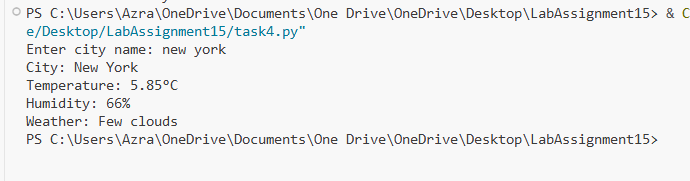 PS C:\Users\Azra\OneDrive\Documents\One Drive\OneDrive\Desktop\LabAssignment15> & C
e/Desktop/LabAssignment15/task4.py"
Enter city name: new york
City: New York
Temperature: 5.85°C
Humidity: 66%
Weather: Few clouds
PS C:\Users\Azra\OneDrive\Documents\One Drive\OneDrive\Desktop\LabAssignment15>